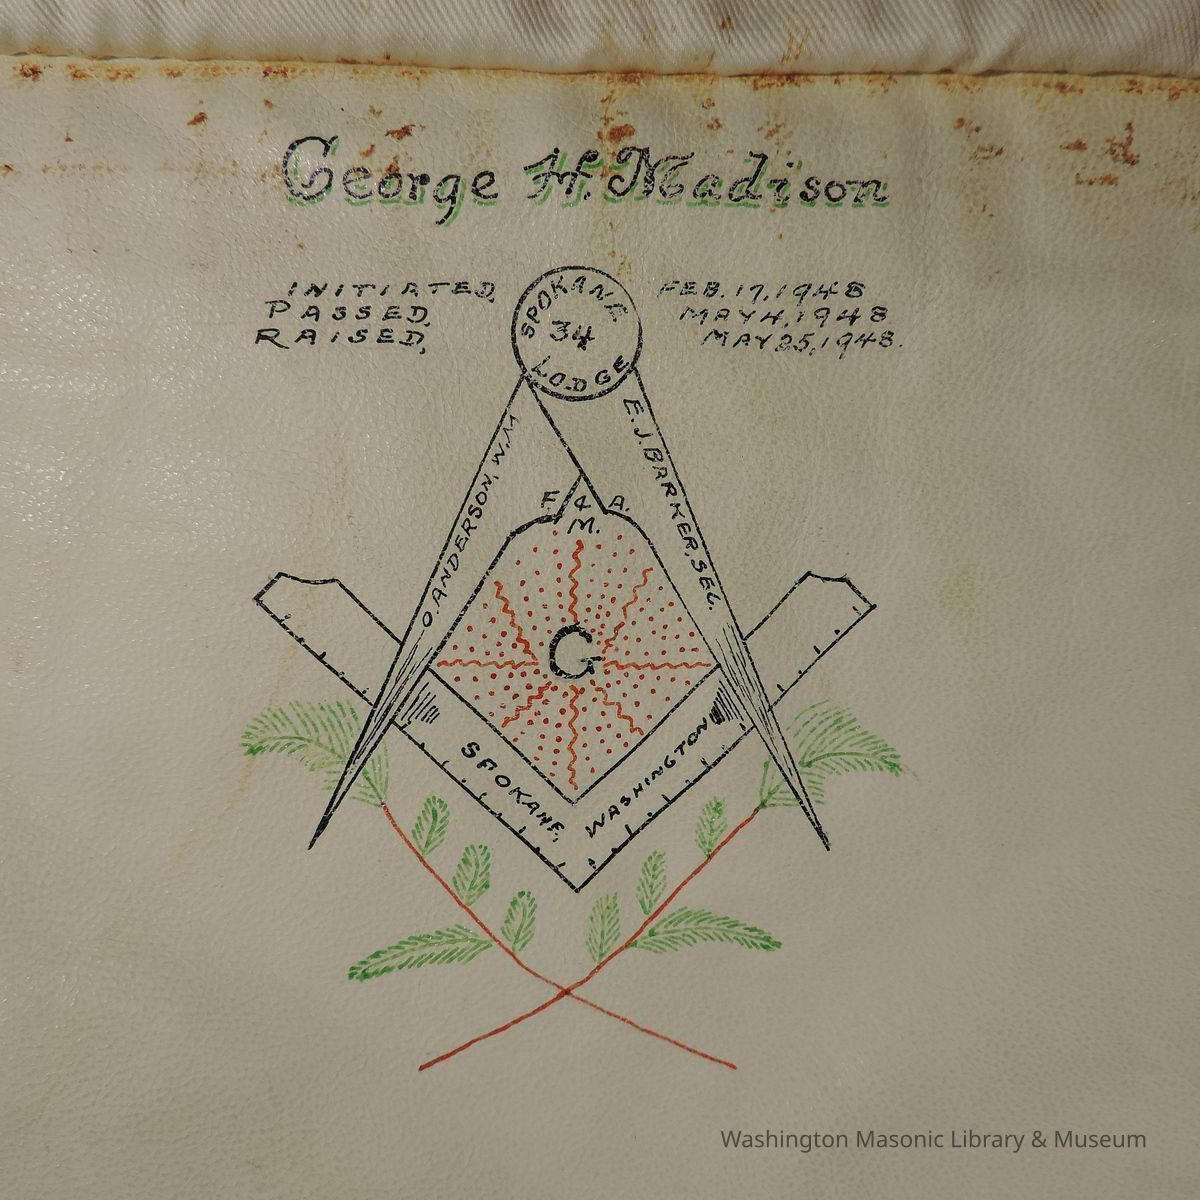 George H. Madison
INITIATED, FEB. 17, 1948
PASSED, MAY 4, 1948
RAISED, MAY 25, 1948.
SPOKANE
34
LODGE
O. ANDERSON, W.M
E. J. BARKER, SEC.
F. & A.
M.
G
SPOKANE, WASHINGTON
Washington Masonic Library & Museum